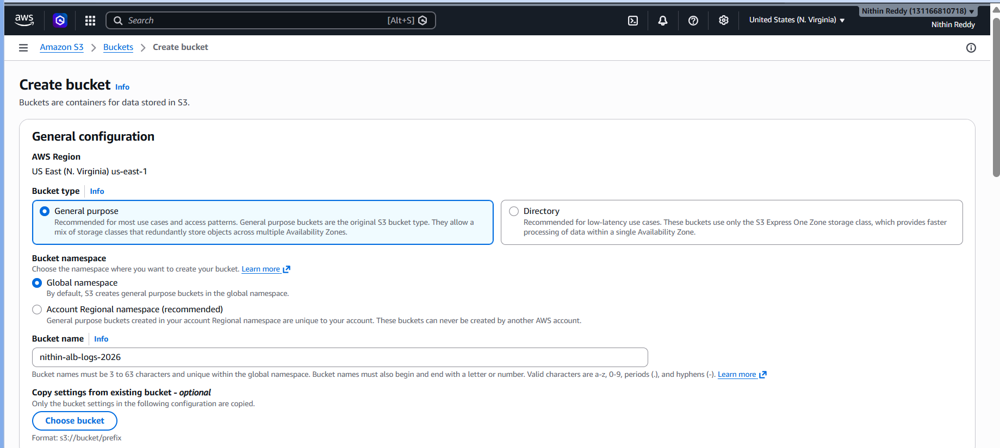 aws
Search
[Alt+S]
United States (N. Virginia)
Nithin Reddy (131166810718)
Nithin Reddy
Amazon S3
Buckets
Create bucket
Create bucket Info
Buckets are containers for data stored in S3.
General configuration
AWS Region
US East (N. Virginia) us-east-1
Bucket type Info
General purpose
Recommended for most use cases and access patterns. General purpose buckets are the original S3 bucket type. They allow a
mix of storage classes that redundantly store objects across multiple Availability Zones.
Directory
Recommended for low-latency use cases. These buckets use only the S3 Express One Zone storage class, which provides faster
processing of data within a single Availability Zone.
Bucket namespace
Choose the namespace where you want to create your bucket. Learn more
Global namespace
By default, S3 creates general purpose buckets in the global namespace.
Account Regional namespace (recommended)
General purpose buckets created in your account Regional namespace are unique to your account. These buckets can never be created by another AWS account.
Bucket name Info
nithin-alb-logs-2026
Bucket names must be 3 to 63 characters and unique within the global namespace. Bucket names must also begin and end with a letter or number. Valid characters are a-z, 0-9, periods (.), and hyphens (-). Learn more
Copy settings from existing bucket - optional
Only the bucket settings in the following configuration are copied.
Choose bucket
Format: s3://bucket/prefix